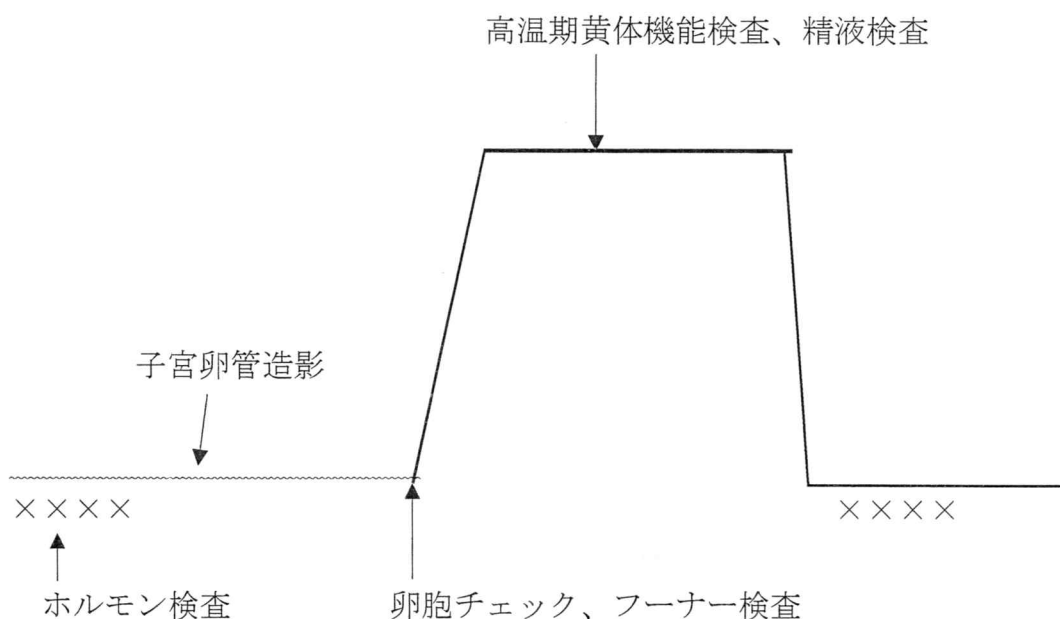 高温期黄体機能検査、精液検査
子宮卵管造影
××××
××××
ホルモン検査
卵胞チェック、フーナー検査